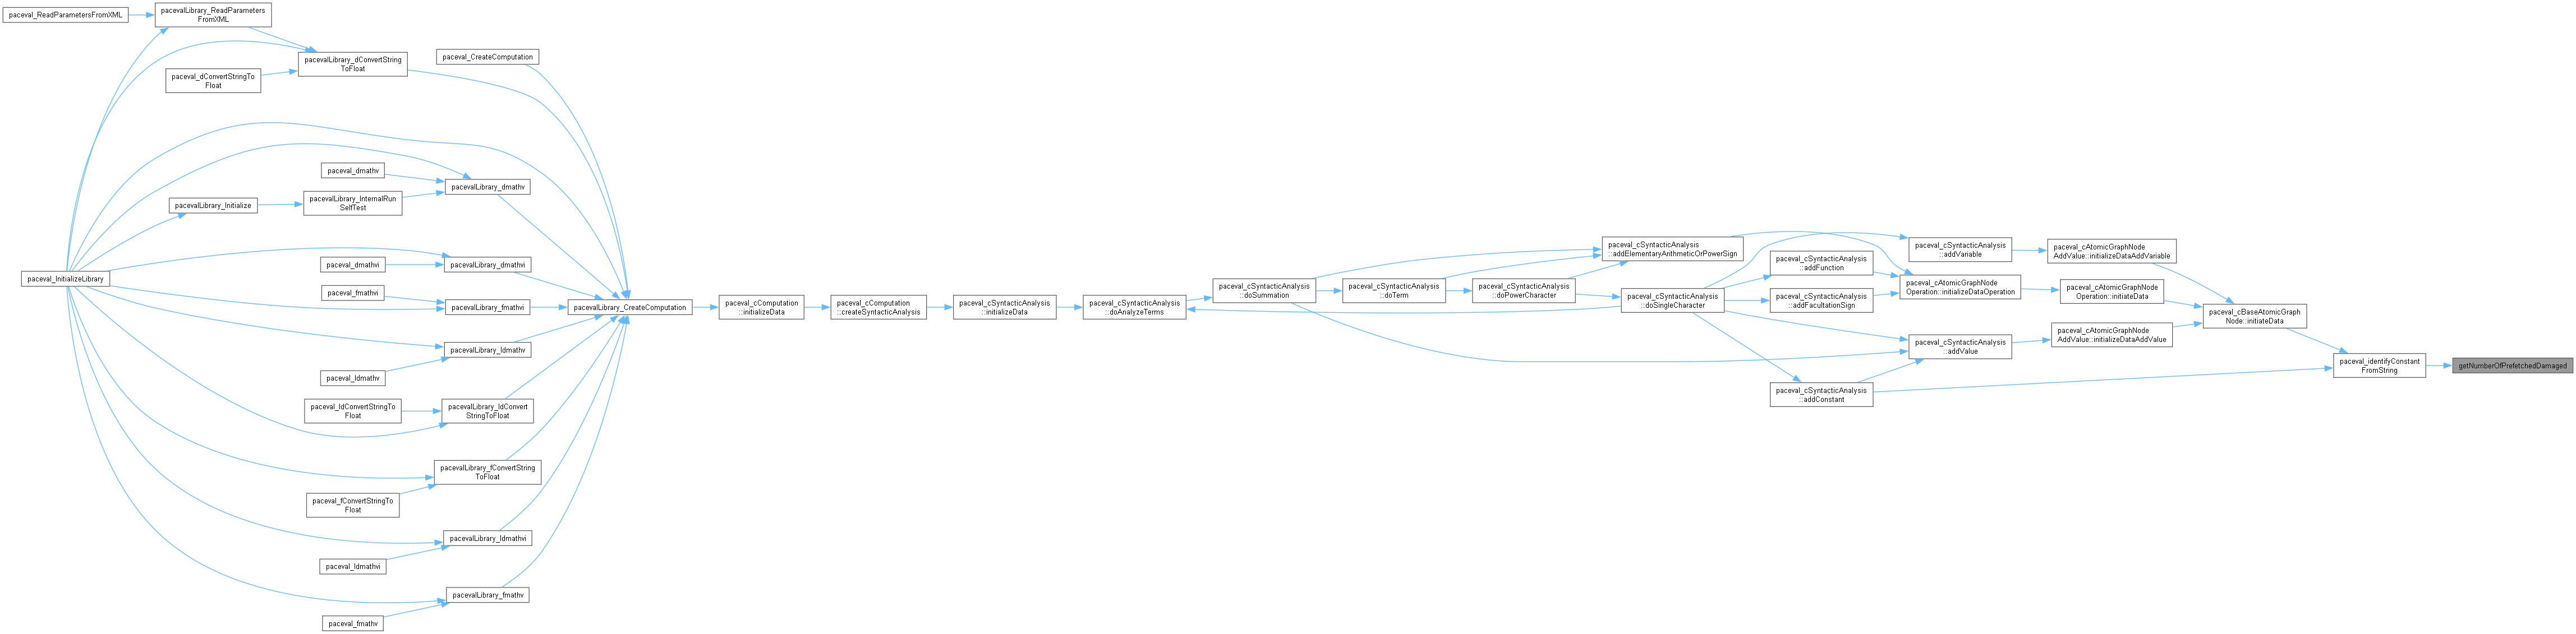 paceval_ReadParametersFromXML
pacevalLibrary_ReadParameters
FromXML
pacevalLibrary_dConvertString
ToFloat
paceval_dConvertStringTo
Float
paceval_CreateComputation
paceval_dmathv
pacevalLibrary_dmathv
pacevalLibrary_InternalRun
SelfTest
pacevalLibrary_Initialize
paceval_InitializeLibrary
pacevalLibrary_dmathvi
paceval_dmathvi
paceval_fmathvi
pacevalLibrary_fmathvi
pacevalLibrary_CreateComputation
pacevalLibrary_ldmathv
paceval_ldmathv
paceval_ldConvertStringTo
Float
pacevalLibrary_ldConvert
StringToFloat
pacevalLibrary_fConvertString
ToFloat
paceval_fConvertStringTo
Float
pacevalLibrary_ldmathvi
paceval_ldmathvi
pacevalLibrary_fmathv
paceval_fmathv
paceval_cComputation
::initializeData
paceval_cComputation
::createSyntacticAnalysis
paceval_cSyntacticAnalysis
::initializeData
paceval_cSyntacticAnalysis
::doAnalyzeTerms
paceval_cSyntacticAnalysis
::doSummation
paceval_cSyntacticAnalysis
::doTerm
paceval_cSyntacticAnalysis
::doPowerCharacter
paceval_cSyntacticAnalysis
::addElementaryArithmeticOrPowerSign
paceval_cSyntacticAnalysis
::doSingleCharacter
paceval_cSyntacticAnalysis
::addFunction
paceval_cSyntacticAnalysis
::addFacultationSign
paceval_cSyntacticAnalysis
::addConstant
paceval_cSyntacticAnalysis
::addVariable
paceval_cAtomicGraphNode
Operation::initializeDataOperation
paceval_cSyntacticAnalysis
::addValue
paceval_cAtomicGraphNode
AddValue::initializeDataAddVariable
paceval_cAtomicGraphNode
Operation::initiateData
paceval_cAtomicGraphNode
AddValue::initializeDataAddValue
paceval_cBaseAtomicGraph
Node::initiateData
paceval_identifyConstant
FromString
getNumberOfPrefetchedDamaged